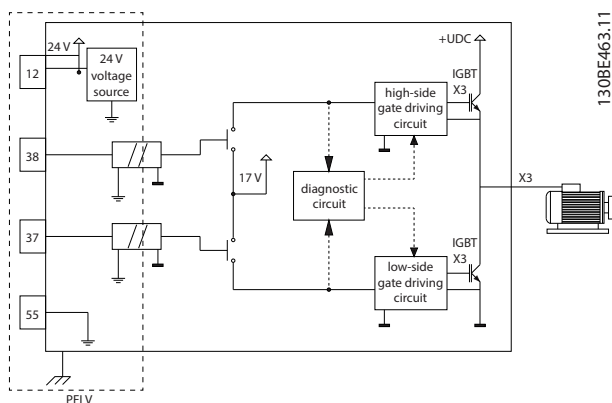 130BE463.11
+UDC
24 V
12
24 V
voltage
source
IGBT
X3
high-side
gate driving
circuit
38
17 V
diagnostic
circuit
X3
37
IGBT
X3
low-side
gate driving
circuit
55
PELV